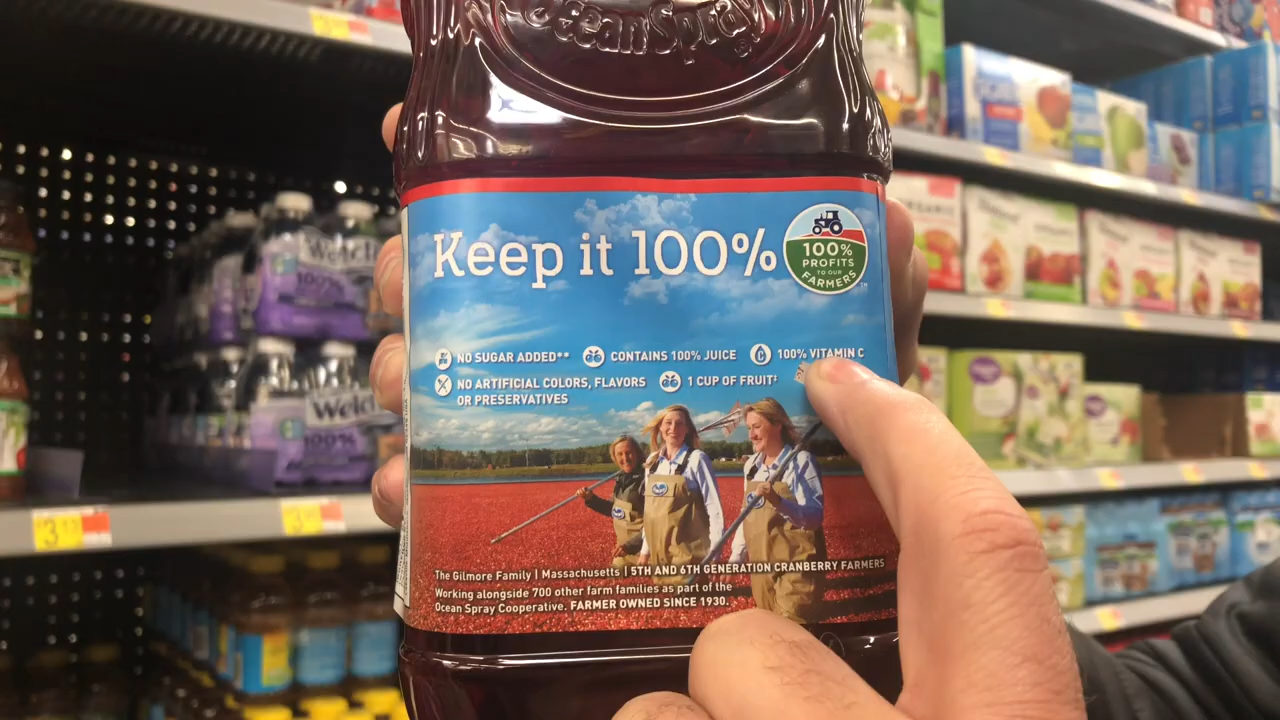 Ocean Spray
Keep it 100%
100%
PROFITS
TO OUR
FARMERS
NO SUGAR ADDED**
CONTAINS 100% JUICE
100% VITAMIN C
NO ARTIFICIAL COLORS, FLAVORS
OR PRESERVATIVES
1 CUP OF FRUIT‡
The Gilmore Family | Massachusetts | 5TH AND 6TH GENERATION CRANBERRY FARMERS
Working alongside 700 other farm families as part of the
Ocean Spray Cooperative. FARMER OWNED SINCE 1930.
Welch
100%
Welch
100%
ORGANIC